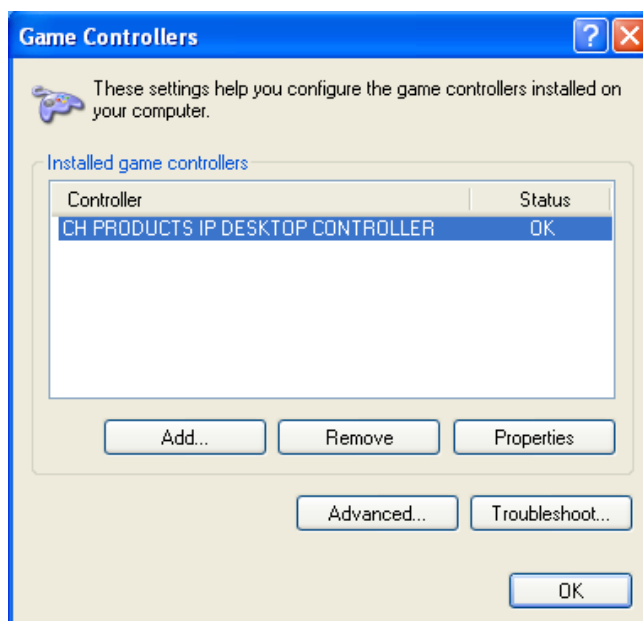 Game Controllers
These settings help you configure the game controllers installed on
your computer.
Installed game controllers
Controller Status
CH PRODUCTS IP DESKTOP CONTROLLER OK
Add... Remove Properties
Advanced... Troubleshoot...
OK